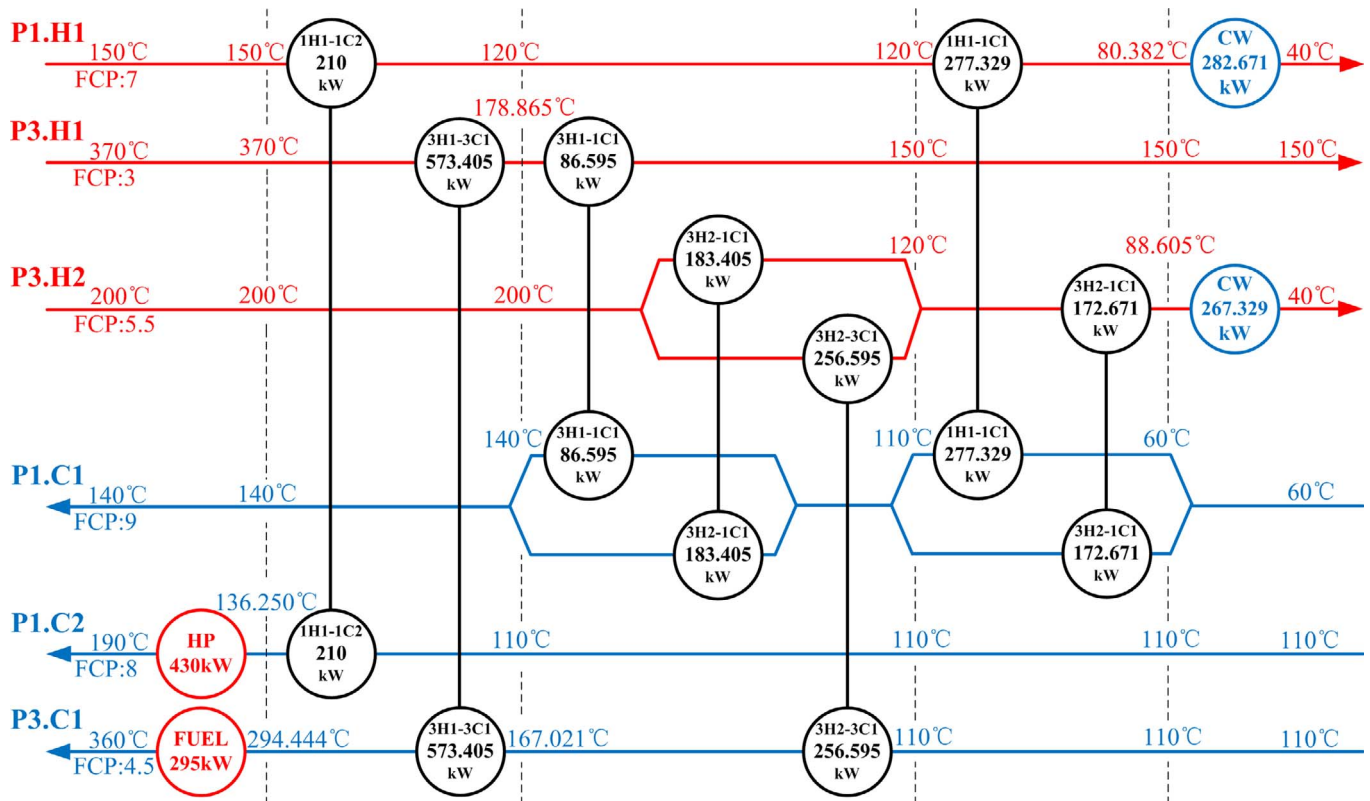 P1.H1
150℃
FCP:7
150℃
1H1-1C2
210
kW
120℃
120℃
1H1-1C1
277.329
kW
80.382℃
CW
282.671
kW
40℃
P3.H1
370℃
FCP:3
370℃
3H1-3C1
573.405
kW
178.865℃
3H1-1C1
86.595
kW
150℃
150℃
150℃
P3.H2
200℃
FCP:5.5
200℃
200℃
3H2-1C1
183.405
kW
3H2-3C1
256.595
kW
120℃
3H2-1C1
172.671
kW
88.605℃
CW
267.329
kW
40℃
P1.C1
140℃
FCP:9
140℃
140℃
3H1-1C1
86.595
kW
3H2-1C1
183.405
kW
110℃
1H1-1C1
277.329
kW
3H2-1C1
172.671
kW
60℃
60℃
P1.C2
190℃
FCP:8
HP
430kW
136.250℃
1H1-1C2
210
kW
110℃
110℃
110℃
110℃
P3.C1
360℃
FCP:4.5
FUEL
295kW
294.444℃
3H1-3C1
573.405
kW
167.021℃
3H2-3C1
256.595
kW
110℃
110℃
110℃